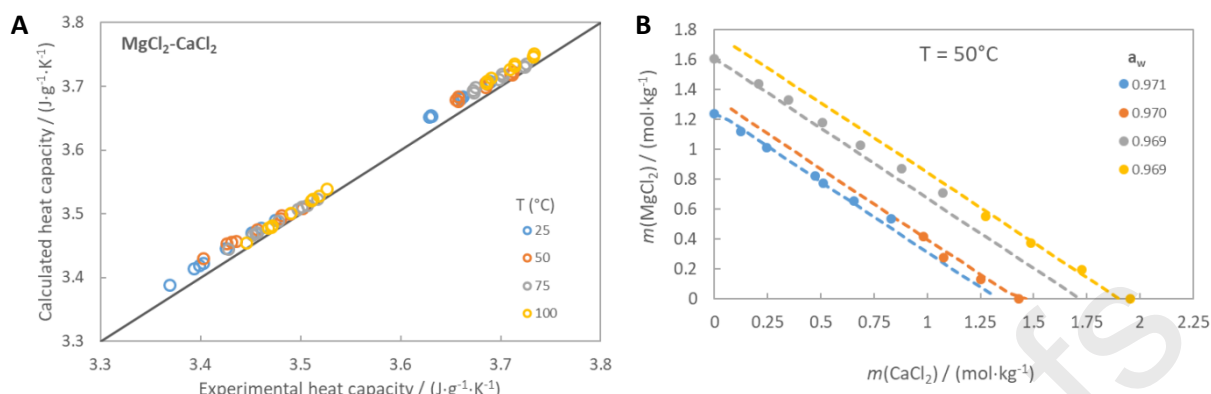 A
MgCl2-CaCl2
Calculated heat capacity / (J·g-1·K-1)
3.8
3.7
3.6
3.5
3.4
3.3
T (°C)
25
50
75
100
3.3 3.4 3.5 3.6 3.7 3.8
Experimental heat capacity / (J·g-1·K-1)
B
T = 50°C
m(MgCl2) / (mol·kg-1)
1.8
1.6
1.4
1.2
1
0.8
0.6
0.4
0.2
0
aw
0.971
0.970
0.969
0.969
0 0.25 0.5 0.75 1 1.25 1.5 1.75 2 2.25
m(CaCl2) / (mol·kg-1)
fs